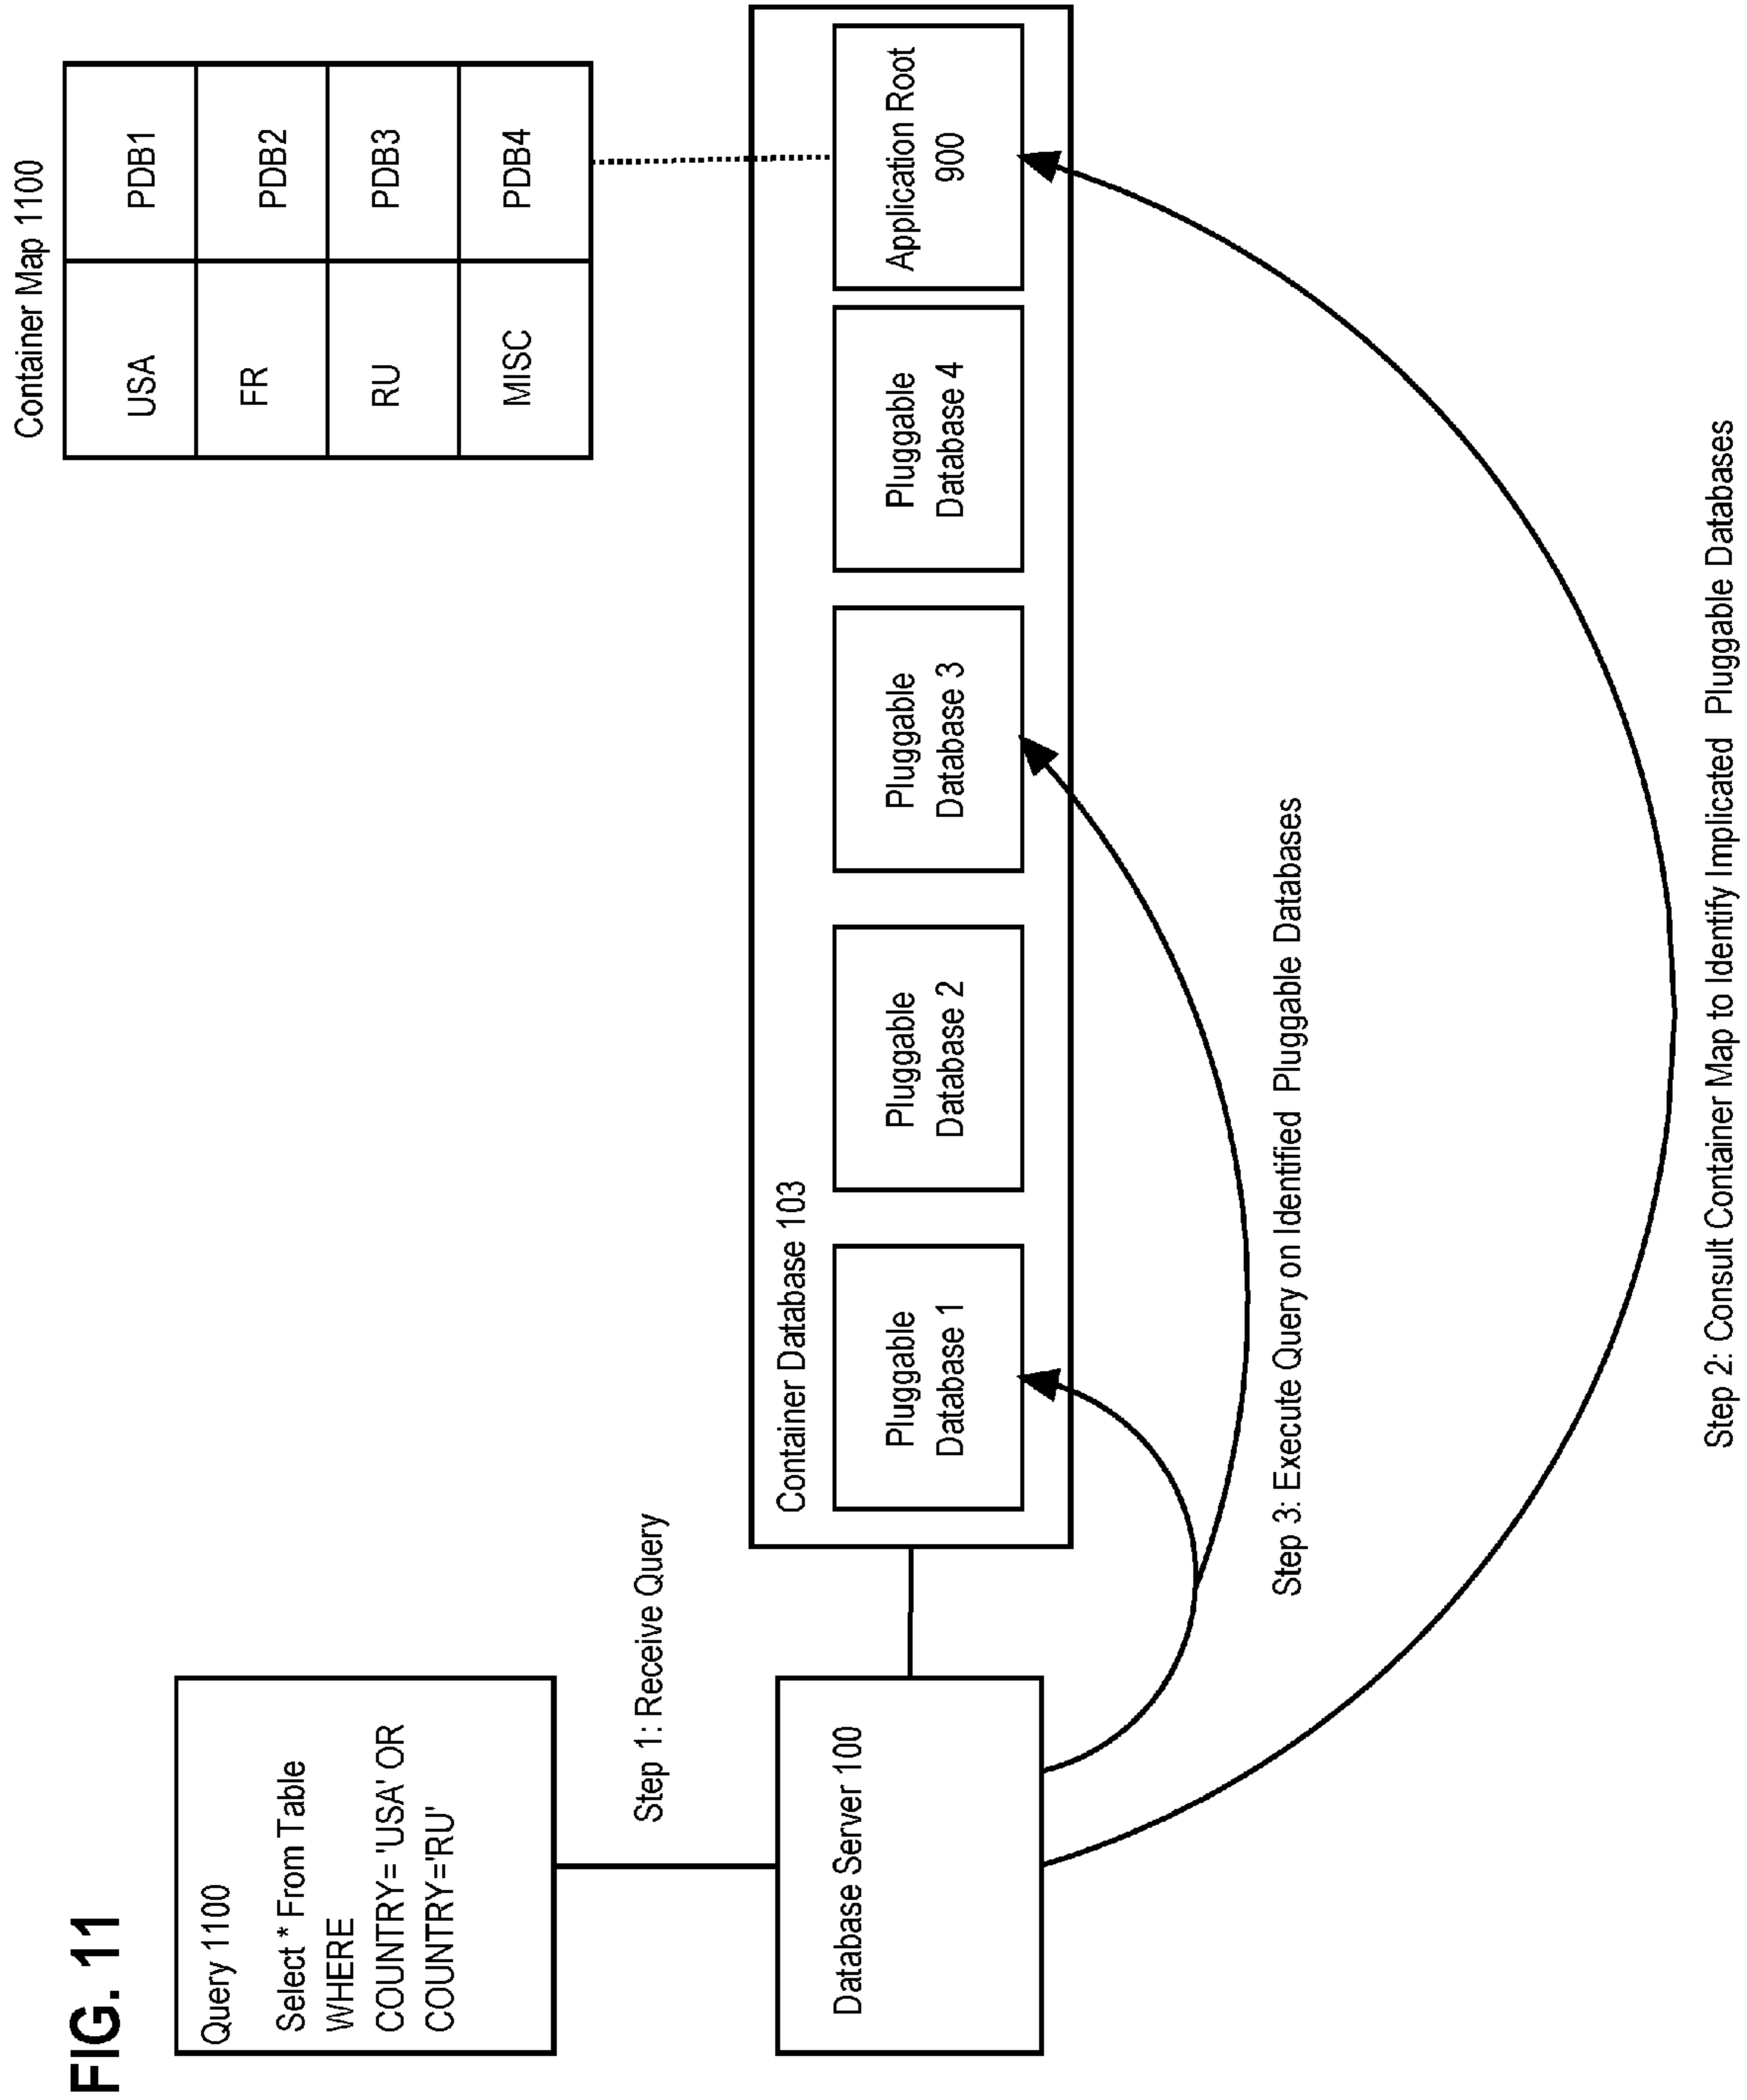 FIG. 11
Query 1100
Select * From Table
WHERE
COUNTRY= 'USA' OR
COUNTRY='RU'
Step 1: Receive Query
Database Server 100
Container Map 1100
USA PDB1
FR PDB2
RU PDB3
MISC PDB4
Container Database 103
Pluggable
Database 1
Pluggable
Database 2
Pluggable
Database 3
Pluggable
Database 4
Application Root
900
Step 3: Execute Query on Identified Pluggable Databases
Step 2: Consult Container Map to Identify Implicated Pluggable Databases